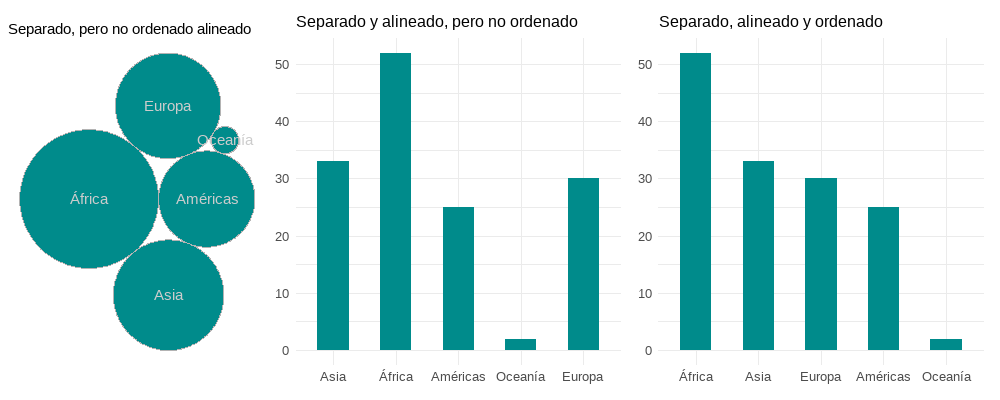 Separado, pero no ordenado alineado
Europa
Oceanía
África
Américas
Asia
Separado y alineado, pero no ordenado
50
40
30
20
10
0
Asia África Américas Oceanía Europa
Separado, alineado y ordenado
50
40
30
20
10
0
África Asia Europa Américas Oceanía